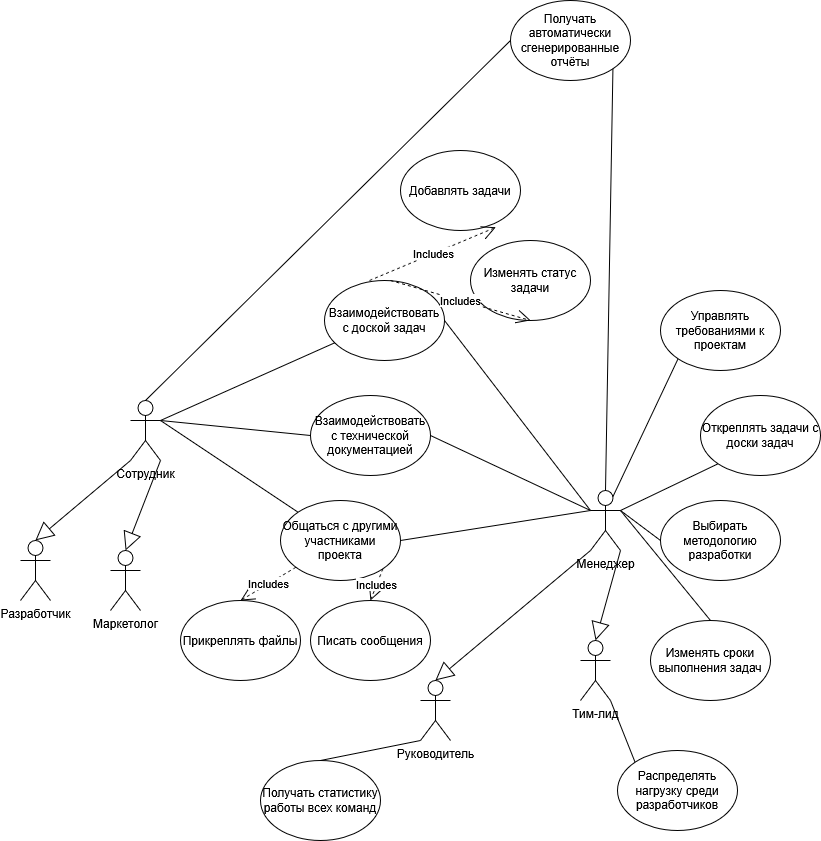 Получать
автоматически
сгенерированные
отчёты
Добавлять задачи
Includes
Изменять статус
задачи
Includes
Взаимодействовать
с доской задач
Управлять
требованиями к
проектам
Взаимодействовать
с технической
документацией
Откреплять задачи с
доски задач
Сотрудник
Общаться с другими
участниками
проекта
Выбирать
методологию
разработки
Менеджер
Includes
Includes
Разработчик
Маркетолог
Прикреплять файлы
Писать сообщения
Изменять сроки
выполнения задач
Тим-лид
Руководитель
Получать статистику
работы всех команд
Распределять
нагрузку среди
разработчиков